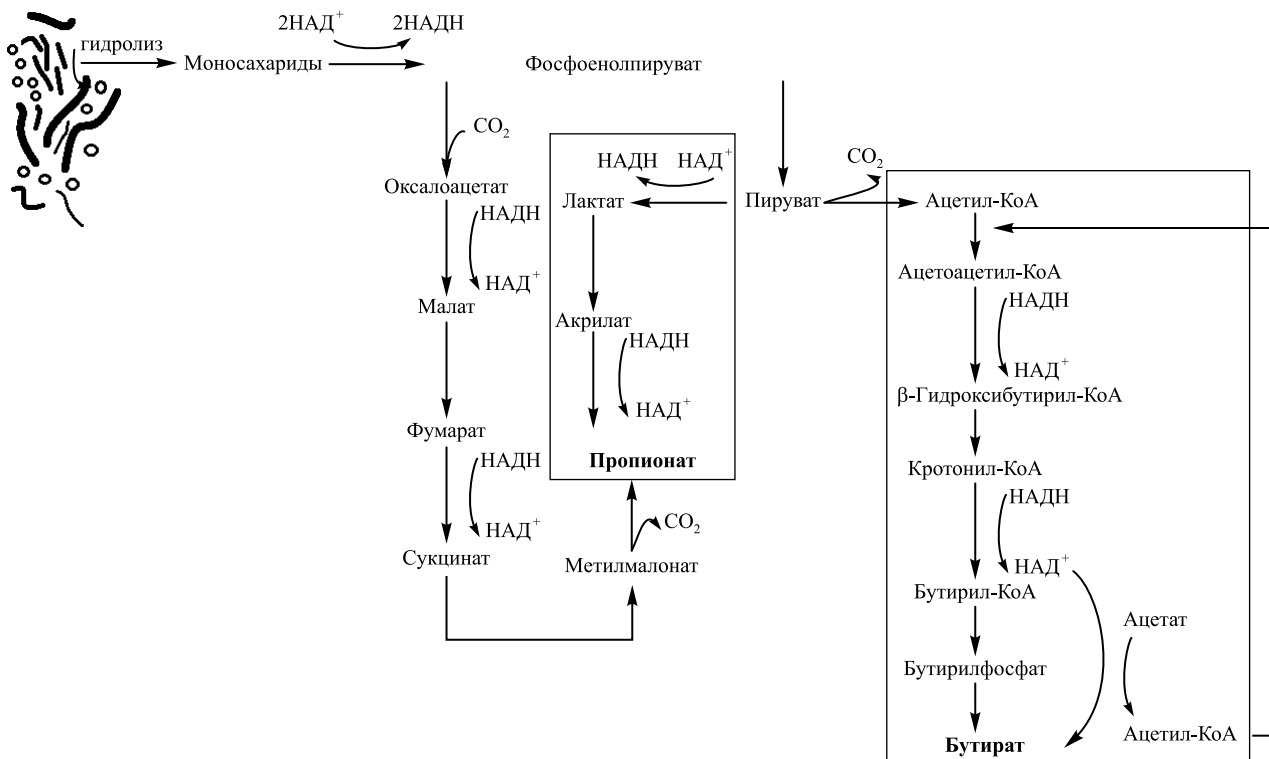 гидролиз
Моносахариды
2НАД⁺ 2НАДН
Фосфоенолпируват
CO₂
Оксалоацетат
НАДН
НАД⁺
Малат
Фумарат
НАДН
НАД⁺
Сукцинат
Метилмалонат
CO₂
НАДН НАД⁺
Лактат
Акрилат
НАДН
НАД⁺
Пропионат
Пируват
CO₂
Ацетил-КоА
Ацетоацетил-КоА
НАДН
НАД⁺
β-Гидроксибутирил-КоА
Кротонил-КоА
НАДН
НАД⁺
Бутирил-КоА
Бутирилфосфат
Бутират
Ацетат
Ацетил-КоА